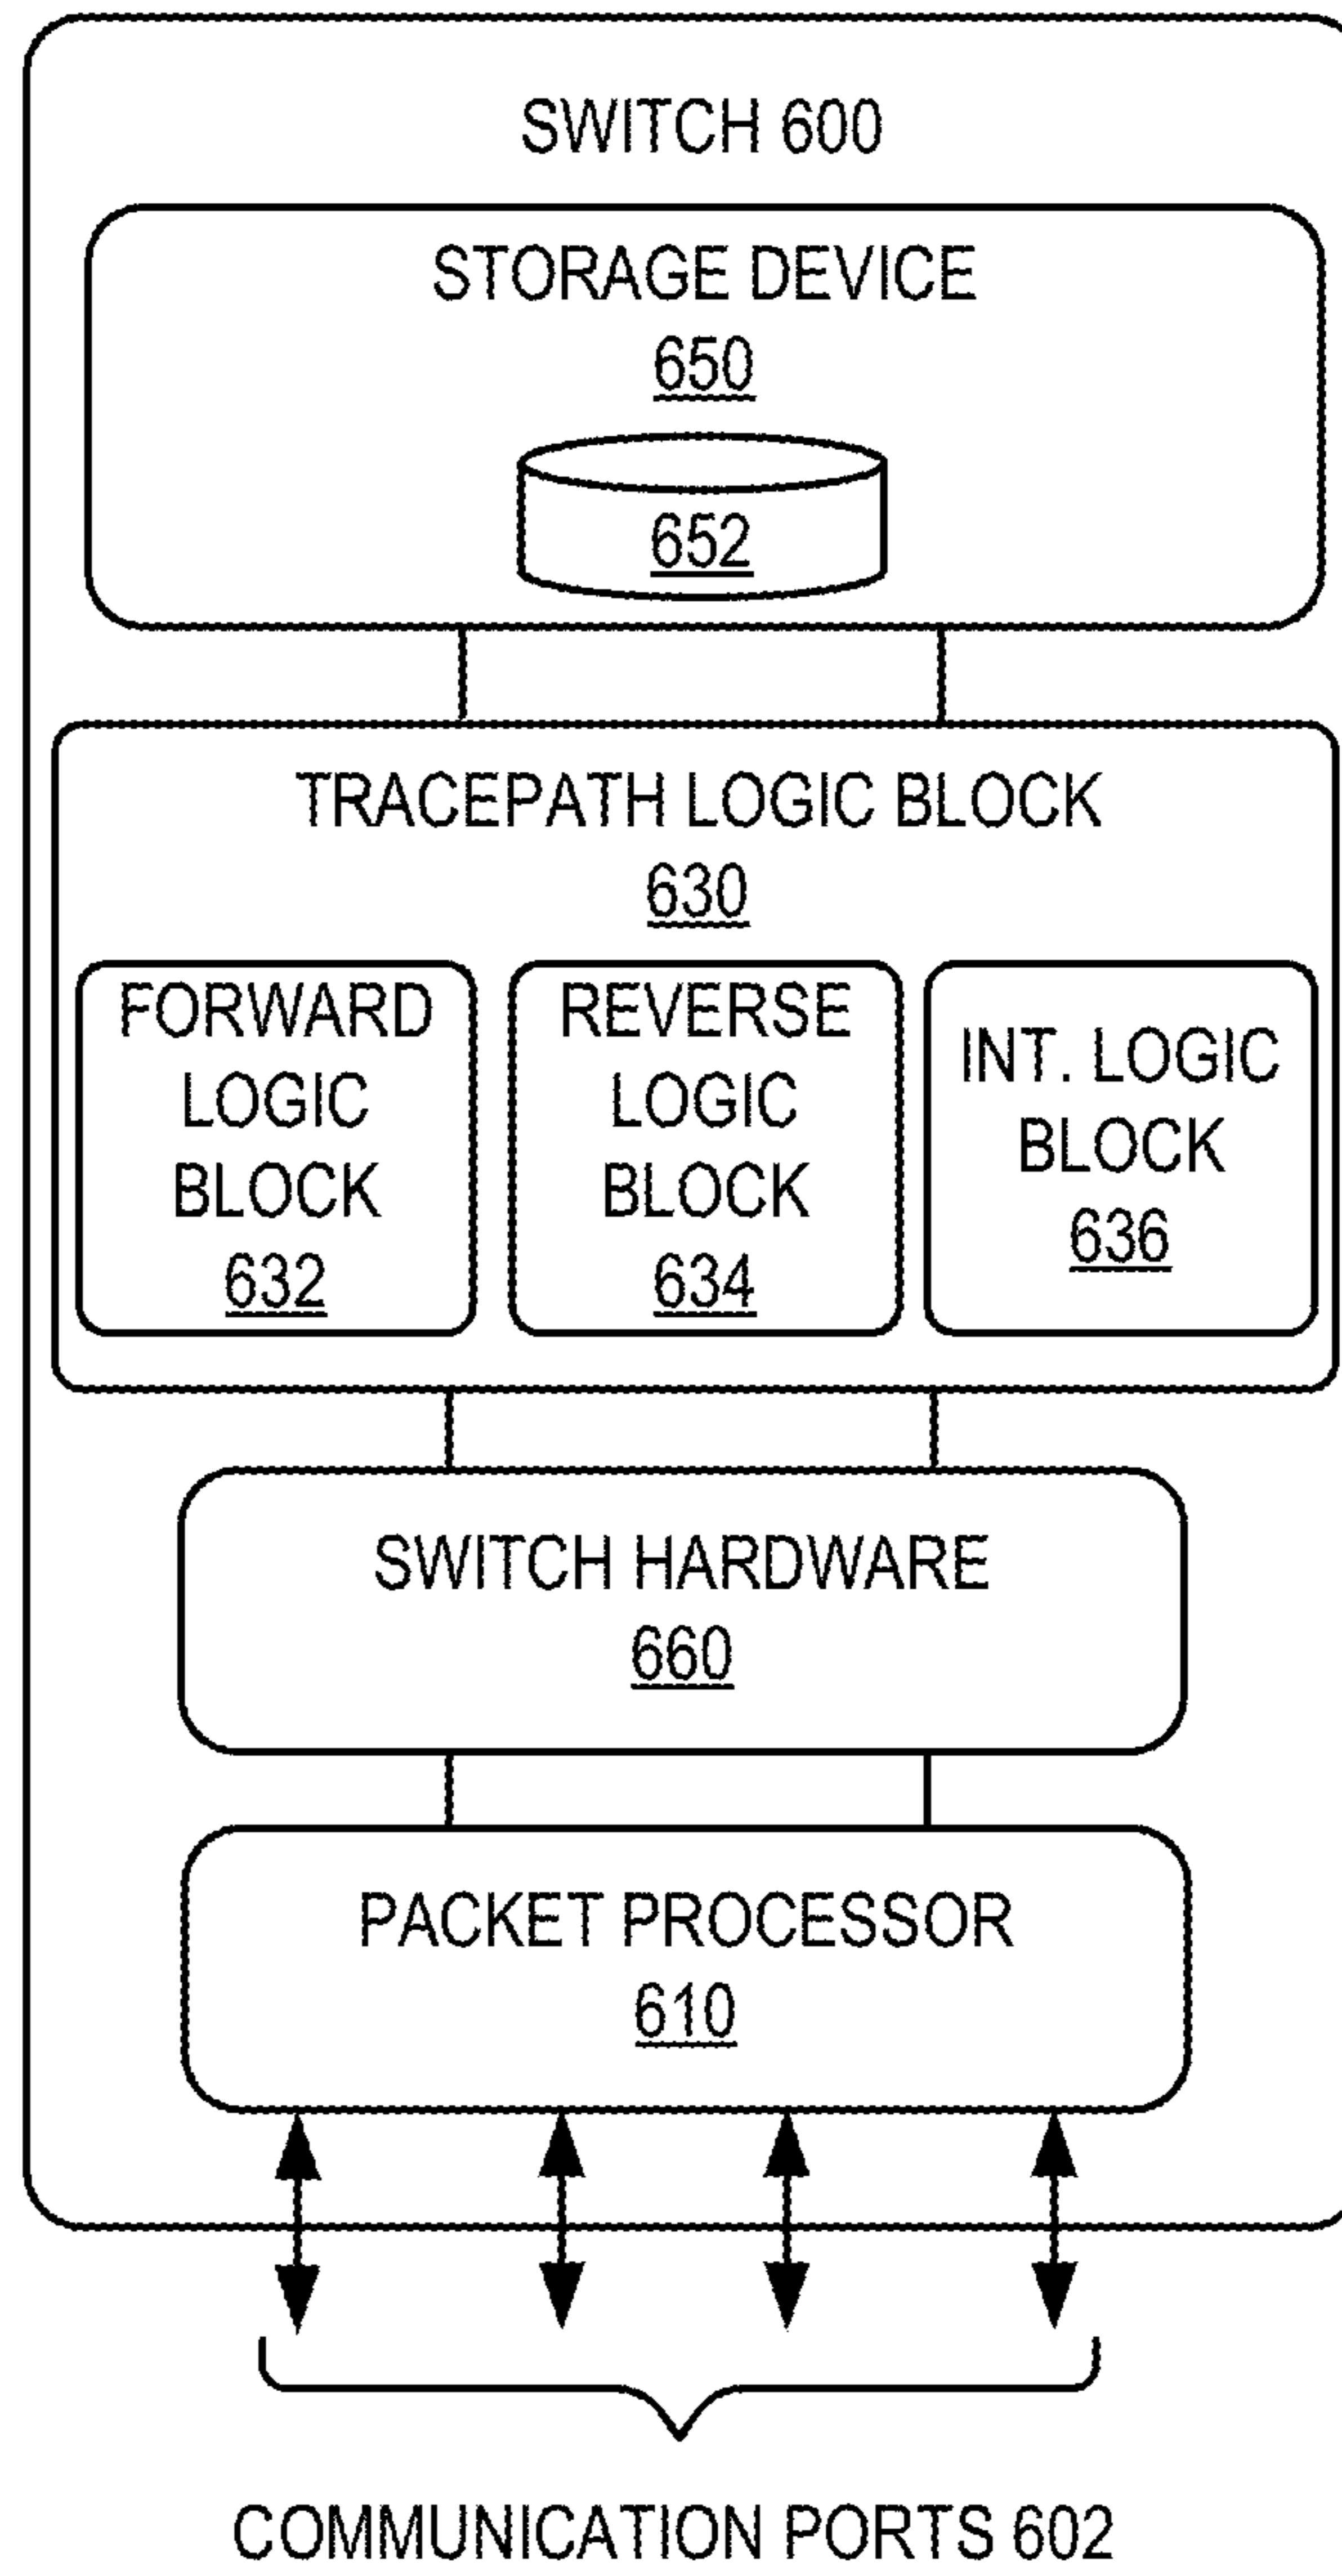 SWITCH 600
STORAGE DEVICE
650
652
TRACEPATH LOGIC BLOCK
630
FORWARD
LOGIC
BLOCK
632
REVERSE
LOGIC
BLOCK
634
INT. LOGIC
BLOCK
636
SWITCH HARDWARE
660
PACKET PROCESSOR
610
COMMUNICATION PORTS 602